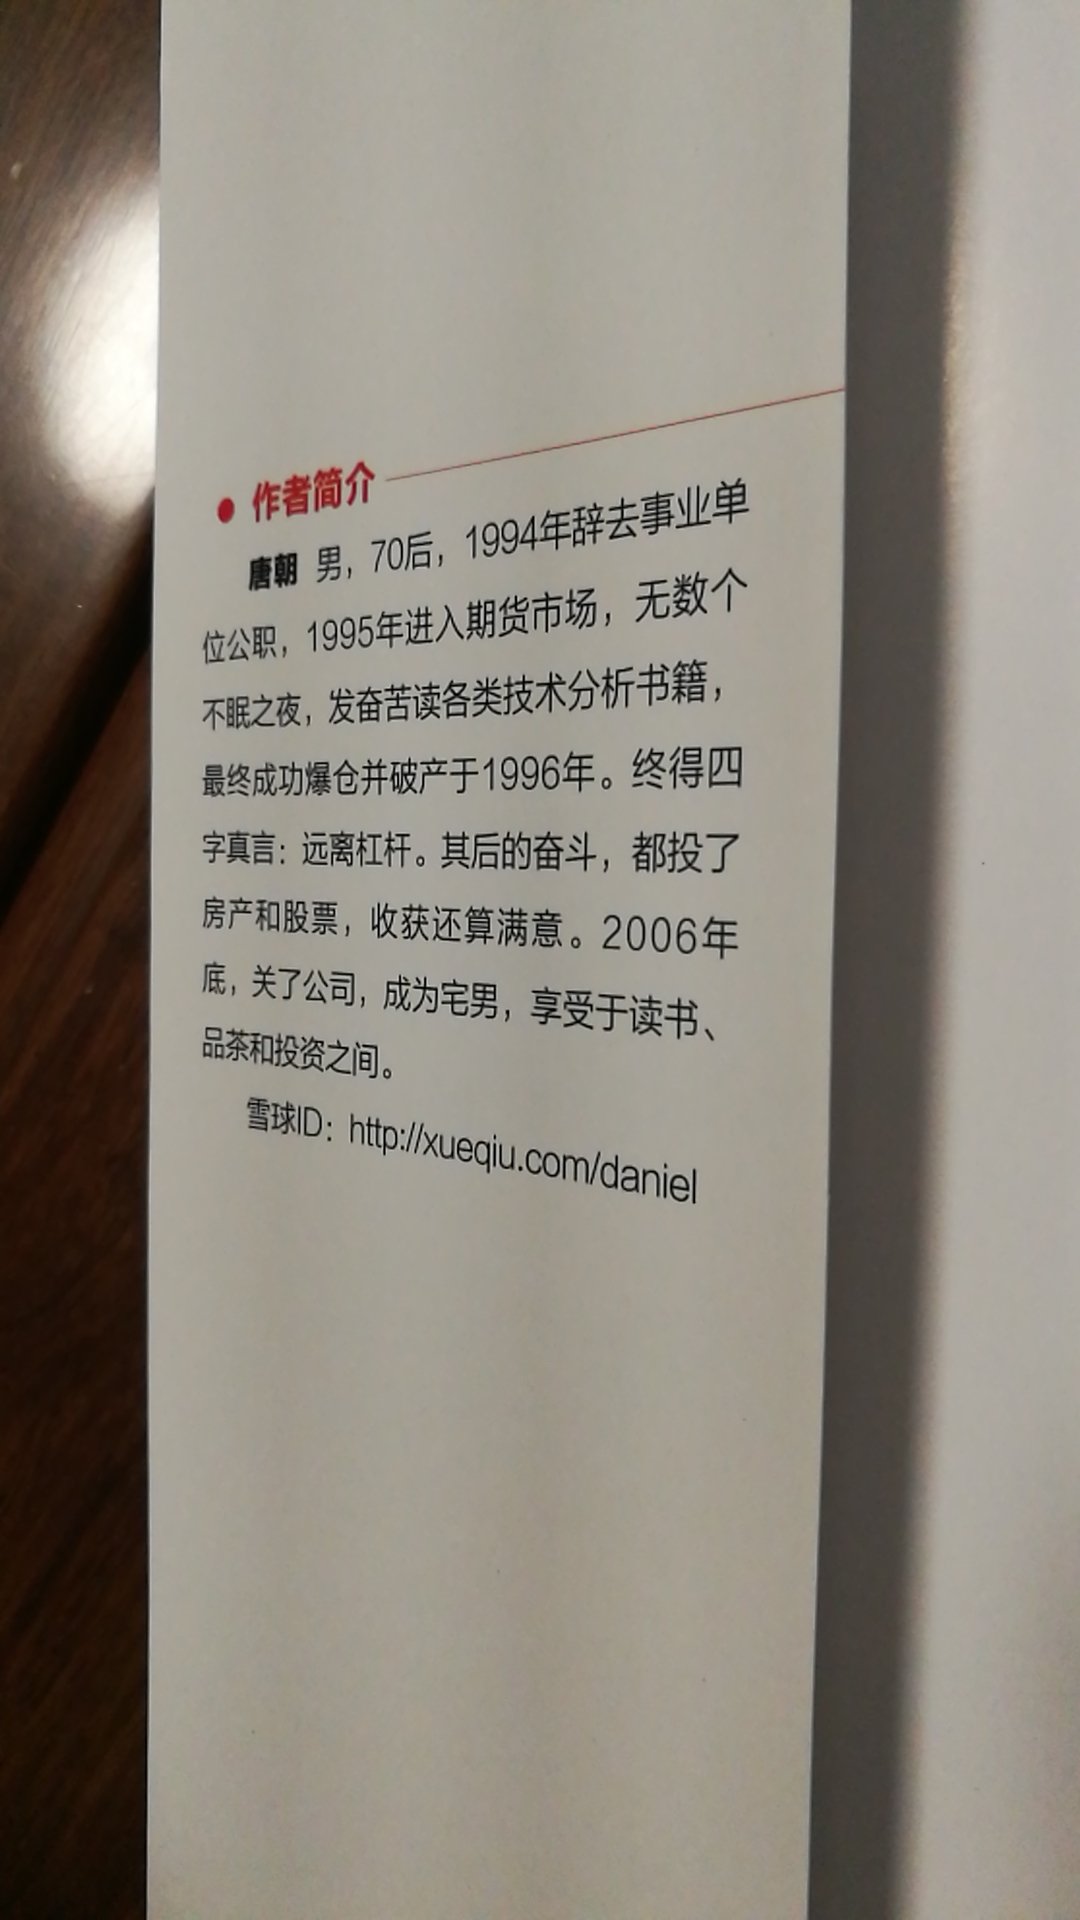 ● 作者简介
唐朝 男，70后，1994年辞去事业单
位公职，1995年进入期货市场，无数个
不眠之夜，发奋苦读各类技术分析书籍，
最终成功爆仓并破产于1996年。终得四
字真言：远离杠杆。其后的奋斗，都投了
房产和股票，收获还算满意。2006年
底，关了公司，成为宅男，享受于读书、
品茶和投资之间。
雪球ID：http://xueqiu.com/daniel